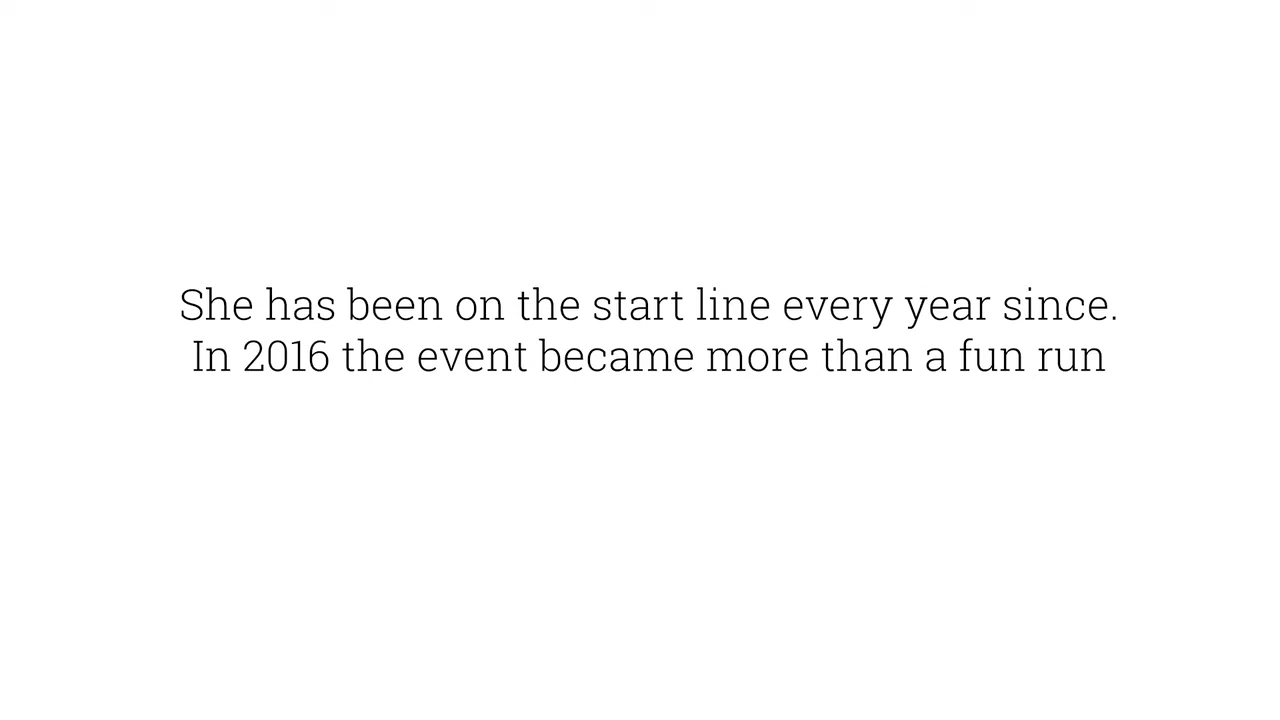 She has been on the start line every year since.
In 2016 the event became more than a fun run